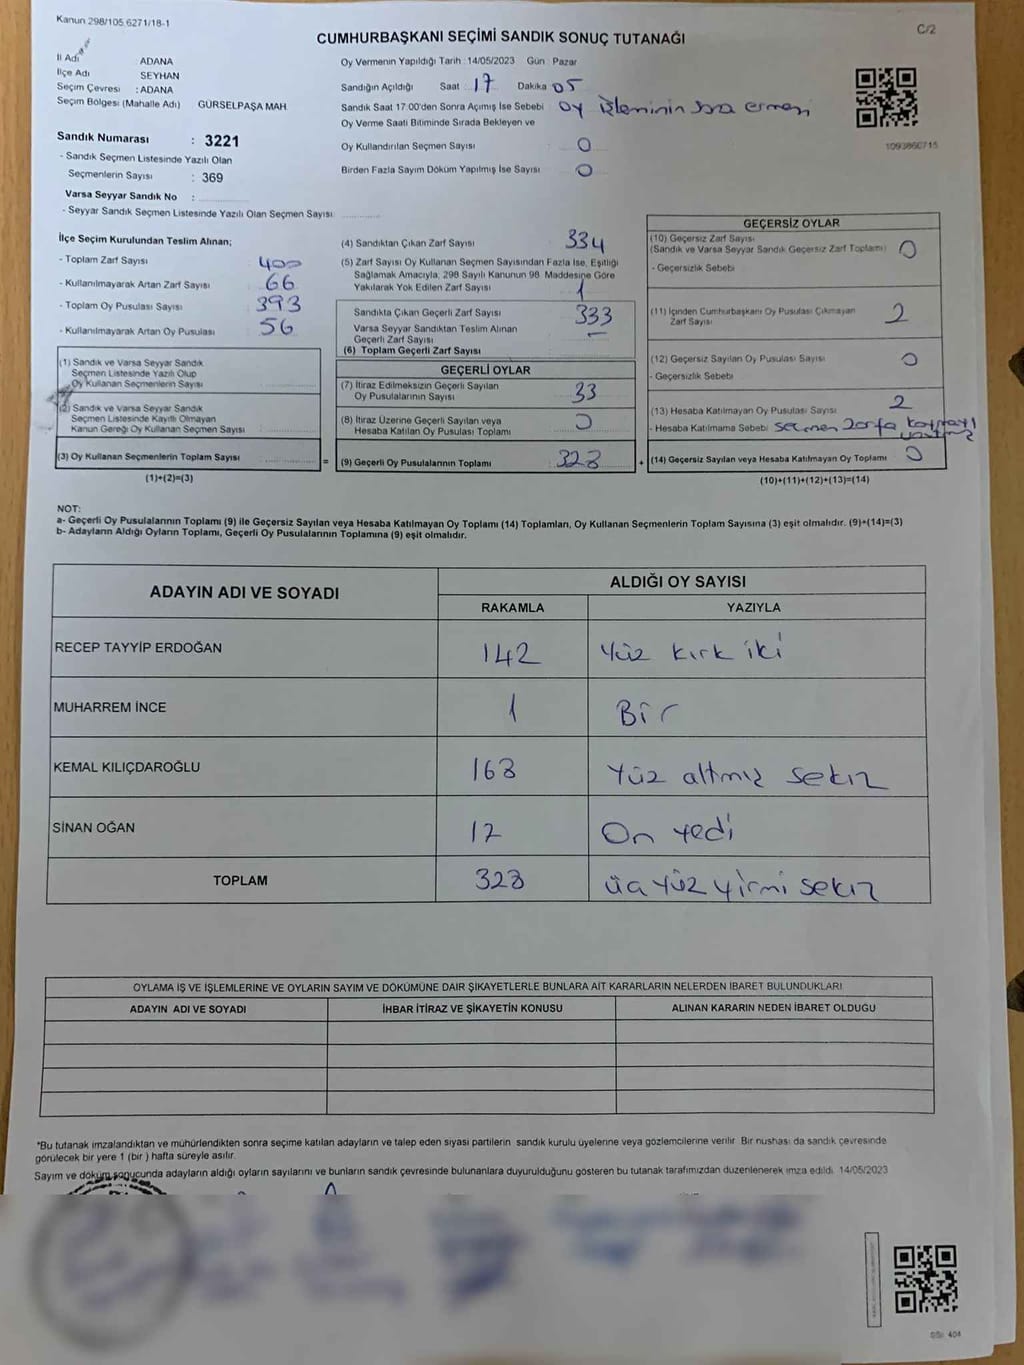 Kanun 298/105.6271/18-1
C/2
CUMHURBAŞKANI SEÇİMİ SANDIK SONUÇ TUTANAĞI
İl Adı : ADANA
İlçe Adı SEYHAN
Seçim Çevresi : ADANA
Seçim Bölgesi (Mahalle Adı) GÜRSELPAŞA MAH.
Sandık Numarası : 3221
- Sandık Seçmen Listesinde Yazılı Olan
Seçmenlerin Sayısı : 369
Varsa Seyyar Sandık No :
- Seyyar Sandık Seçmen Listesinde Yazılı Olan Seçmen Sayısı
Oy Vermenin Yapıldığı Tarih :14/05/2023 Gün : Pazar
Sandığın Açıldığı Saat 17 Dakika 05
Sandık Saat 17:00'den Sonra Açımış İse Sebebi Oy işleminin sona ermesi
Oy Verme Saati Bitiminde Sırada Bekleyen ve
Oy Kullandırılan Seçmen Sayısı : 0
Birden Fazla Sayım Döküm Yapılmış İse Sayısı : 0
1093860715
İlçe Seçim Kurulundan Teslim Alınan;
- Toplam Zarf Sayısı : 400
- Kullanılmayarak Artan Zarf Sayısı : 66
- Toplam Oy Pusulası Sayısı : 393
- Kullanılmayarak Artan Oy Pusulası : 56
(1) Sandık ve Varsa Seyyar Sandık
Seçmen Listesinde Yazılı Olup
Oy Kullanan Seçmenlerin Sayısı
(2) Sandık ve Varsa Seyyar Sandık
Seçmen Listesinde Kayıtlı Olmayan
Kanun Gereği Oy Kullanan Seçmen Sayısı
(3) Oy Kullanan Seçmenlerin Toplam Sayısı =
(1)+(2)=(3)
(4) Sandıktan Çıkan Zarf Sayısı 334
(5) Zarf Sayısı Oy Kullanan Seçmen Sayısından Fazla İse, Eşitliği
Sağlamak Amacıyla, 298 Sayılı Kanunun 98. Maddesine Göre
Yakılarak Yok Edilen Zarf Sayısı 1
Sandıkta Çıkan Geçerli Zarf Sayısı 333
Varsa Seyyar Sandıktan Teslim Alınan
Geçerli Zarf Sayısı -
(6) Toplam Geçerli Zarf Sayısı
GEÇERLİ OYLAR
(7) İtiraz Edilmeksizin Geçerli Sayılan
Oy Pusulalarının Sayısı 33
(8) İtiraz Üzerine Geçerli Sayılan veya
Hesaba Katılan Oy Pusulası Toplamı 0
(9) Geçerli Oy Pusulalarının Toplamı 328 +
GEÇERSİZ OYLAR
(10) Geçersiz Zarf Sayısı
(Sandık ve Varsa Seyyar Sandık Geçersiz Zarf Toplamı) 0
- Geçersizlik Sebebi
(11) İçinden Cumhurbaşkanı Oy Pusulası Çıkmayan
Zarf Sayısı 2
(12) Geçersiz Sayılan Oy Pusulası Sayısı 0
- Geçersizlik Sebebi
(13) Hesaba Katılmayan Oy Pusulası Sayısı 2
- Hesaba Katılmama Sebebi seçmen zarfa koymayı
(14) Geçersiz Sayılan veya Hesaba Katılmayan Oy Toplamı 0
(10)+(11)+(12)+(13)=(14)
NOT:
a- Geçerli Oy Pusulalarının Toplamı (9) ile Geçersiz Sayılan veya Hesaba Katılmayan Oy Toplamı (14) Toplamları, Oy Kullanan Seçmenlerin Toplam Sayısına (3) eşit olmalıdır. (9)+(14)=(3)
b- Adayların Aldığı Oyların Toplamı, Geçerli Oy Pusulalarının Toplamına (9) eşit olmalıdır.
ADAYIN ADI VE SOYADI ALDIĞI OY SAYISI
RAKAMLA YAZIYLA
RECEP TAYYİP ERDOĞAN 142 Yüz kırk iki
MUHARREM İNCE 1 Bir
KEMAL KILIÇDAROĞLU 168 Yüz altmış sekiz
SİNAN OĞAN 17 On yedi
TOPLAM 328 üç yüz yirmi sekiz
OYLAMA İŞ VE İŞLEMLERİNE VE OYLARIN SAYIM VE DÖKÜMÜNE DAİR ŞİKAYETLERLE BUNLARA AİT KARARLARIN NELERDEN İBARET BULUNDUKLARI
ADAYIN ADI VE SOYADI İHBAR İTİRAZ VE ŞİKAYETİN KONUSU ALINAN KARARIN NEDEN İBARET OLDUĞU
*Bu tutanak imzalandıktan ve mühürlendikten sonra seçime katılan adayların ve talep eden siyasi partilerin sandık kurulu üyelerine veya gözlemcilerine verilir. Bir nushası da sandık çevresinde
görülecek bir yere 1 (bir ) hafta süreyle asılır.
Sayım ve döküm sonucunda adayların aldığı oyların sayılarını ve bunların sandık çevresinde bulunanlara duyurulduğunu gösteren bu tutanak tarafımızdan düzenlenerek imza edildi. 14/05/2023